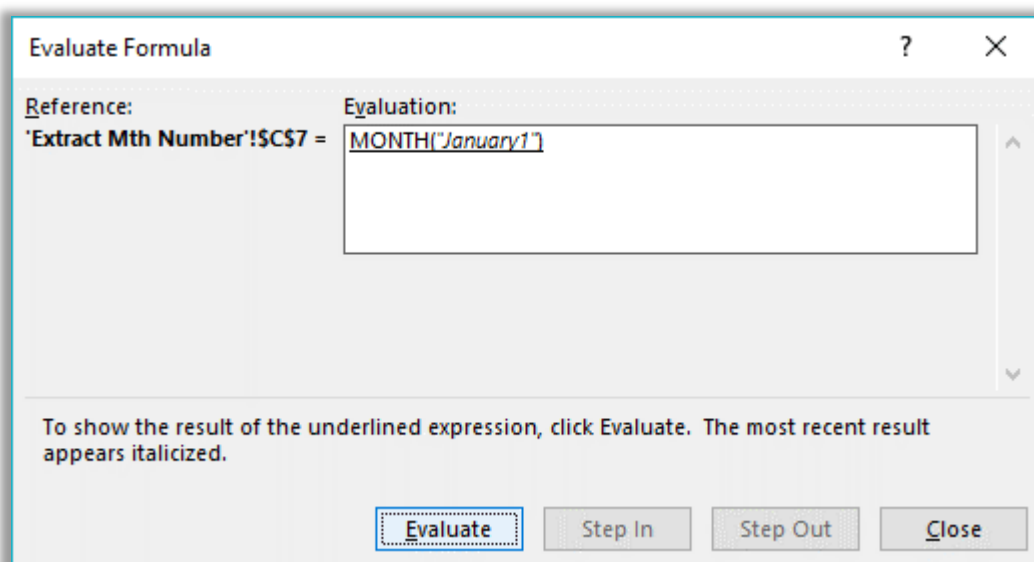 Evaluate Formula
?
Reference:
Evaluation:
'Extract Mth Number'!$C$7 =
MONTH("January1")
To show the result of the underlined expression, click Evaluate.  The most recent result
appears italicized.
Evaluate
Step In
Step Out
Close